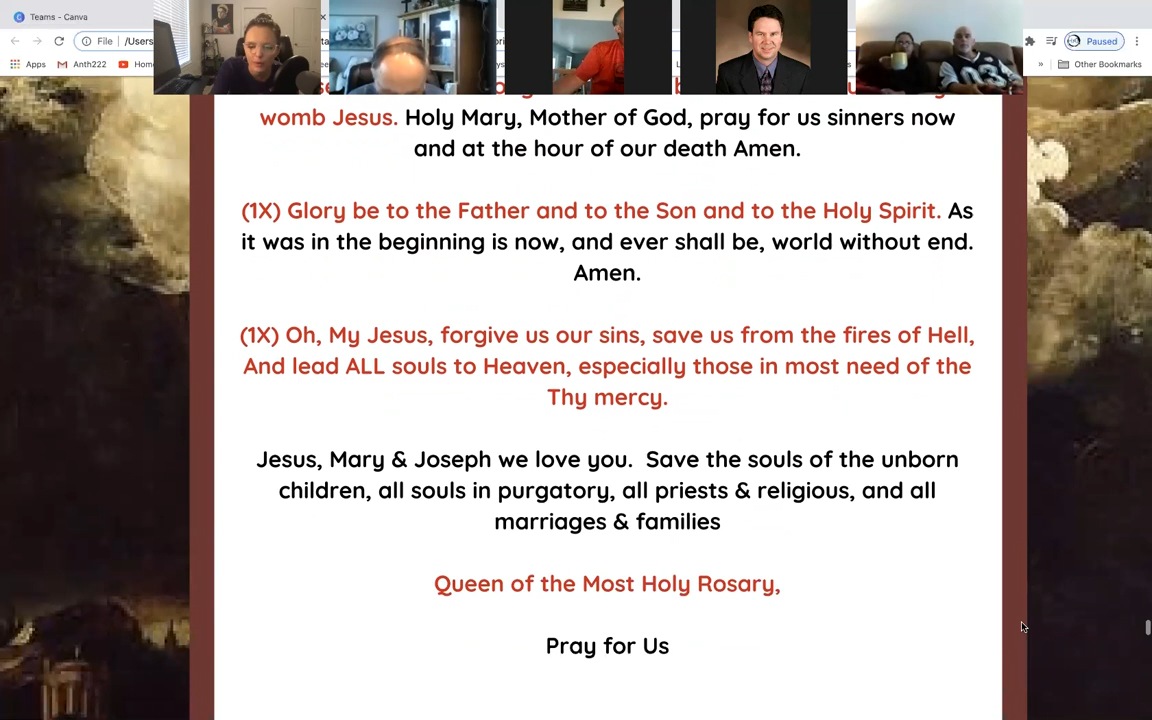 Teams - Canva
File
/Users
Paused
Apps
Anth222
Hom
»
Other Bookmarks
womb Jesus. Holy Mary, Mother of God, pray for us sinners now
and at the hour of our death Amen.
(1X) Glory be to the Father and to the Son and to the Holy Spirit. As
it was in the beginning is now, and ever shall be, world without end.
Amen.
(1X) Oh, My Jesus, forgive us our sins, save us from the fires of Hell,
And lead ALL souls to Heaven, especially those in most need of the
Thy mercy.
Jesus, Mary & Joseph we love you. Save the souls of the unborn
children, all souls in purgatory, all priests & religious, and all
marriages & families
Queen of the Most Holy Rosary,
Pray for Us